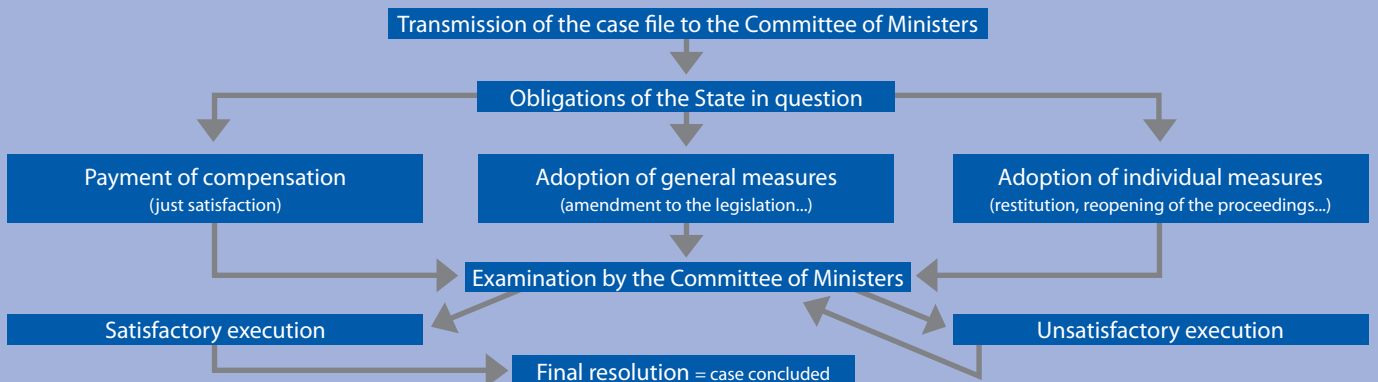 Transmission of the case file to the Committee of Ministers
Obligations of the State in question
Payment of compensation
(just satisfaction)
Adoption of general measures
(amendment to the legislation...)
Adoption of individual measures
(restitution, reopening of the proceedings...)
Examination by the Committee of Ministers
Satisfactory execution
Unsatisfactory execution
Final resolution = case concluded